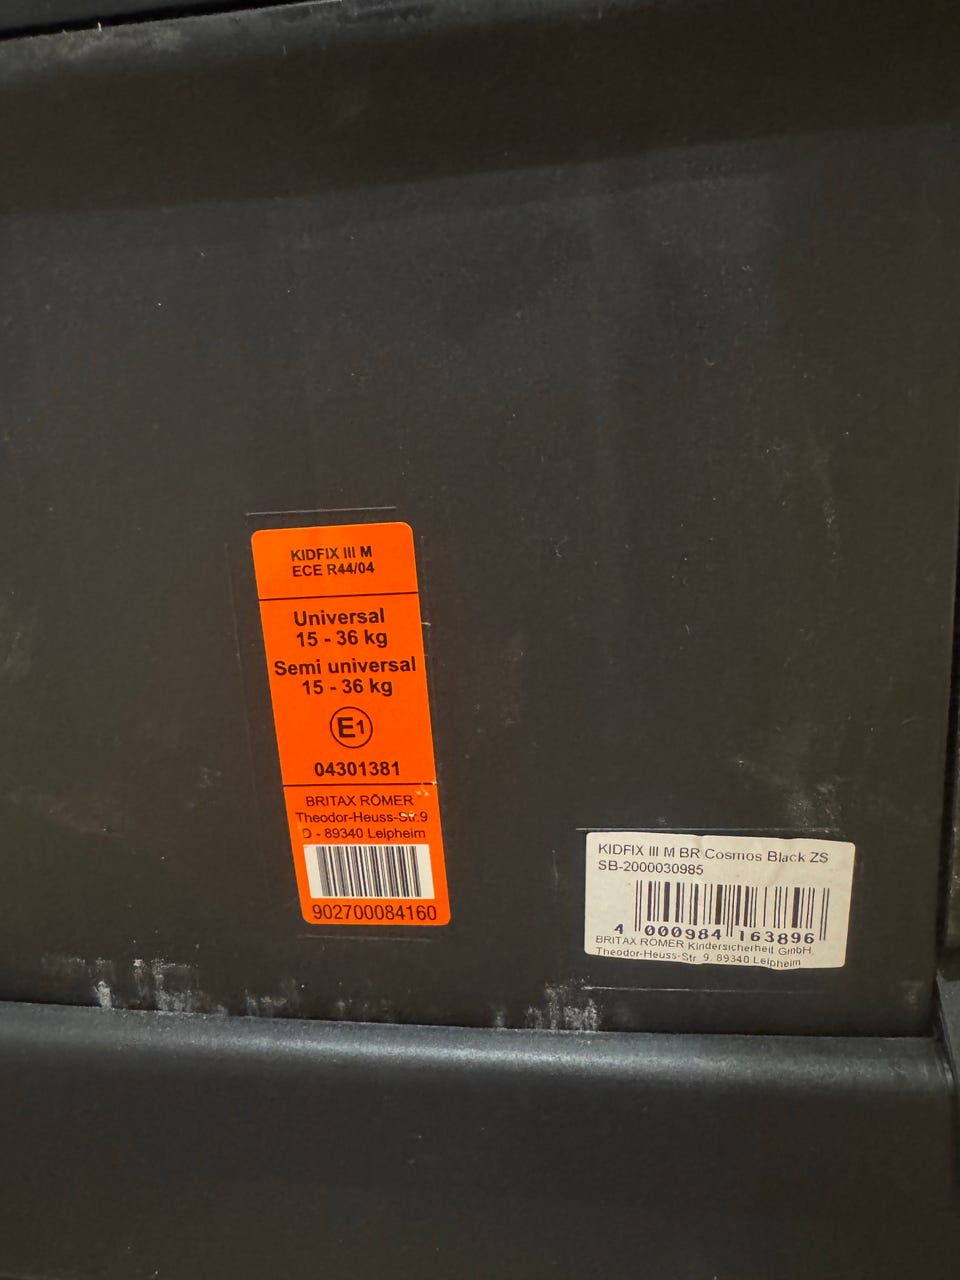 KIDFIX III M
ECE R44/04
Universal
15 - 36 kg
Semi universal
15 - 36 kg
E1
04301381
BRITAX RÖMER
Theodor-Heuss-Str.9
D - 89340 Leipheim
902700084160
KIDFIX III M BR Cosmos Black ZS
SB-2000030985
4 000984 163896
BRITAX RÖMER Kindersicherheit GmbH,
Theodor-Heuss-Str 9, 89340 Leipheim